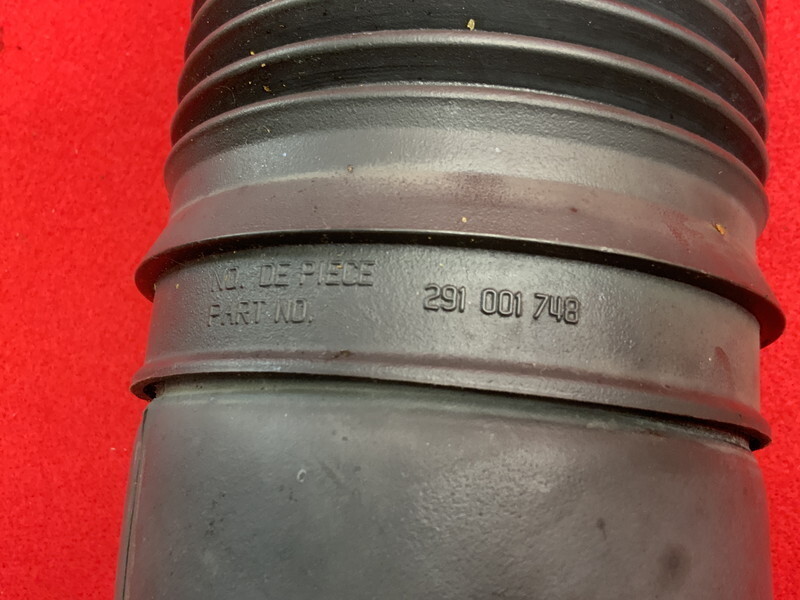 NO. DE PIECE
PART NO. 291 001 748